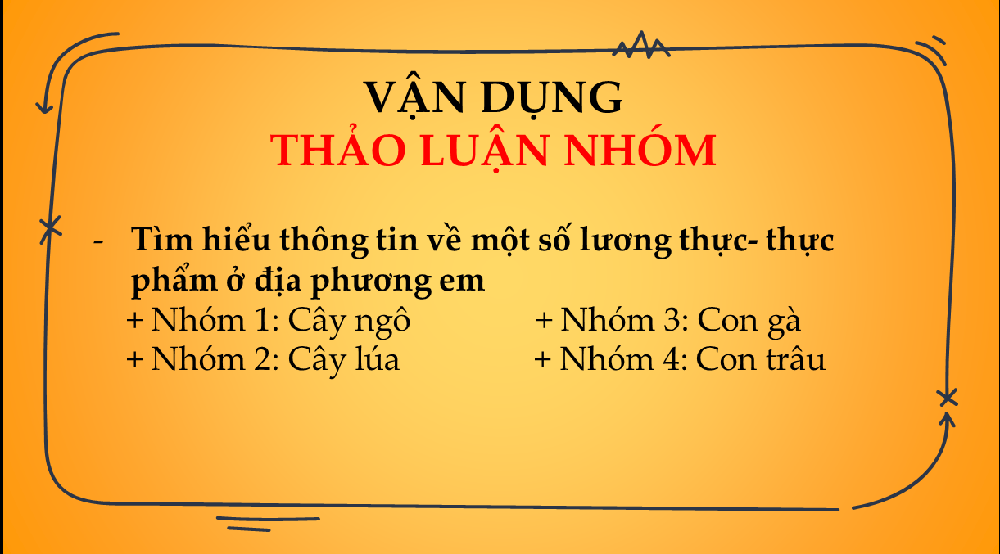 VẬN DỤNG
THẢO LUẬN NHÓM
- Tìm hiểu thông tin về một số lương thực- thực
phẩm ở địa phương em
+ Nhóm 1: Cây ngô + Nhóm 3: Con gà
+ Nhóm 2: Cây lúa + Nhóm 4: Con trâu